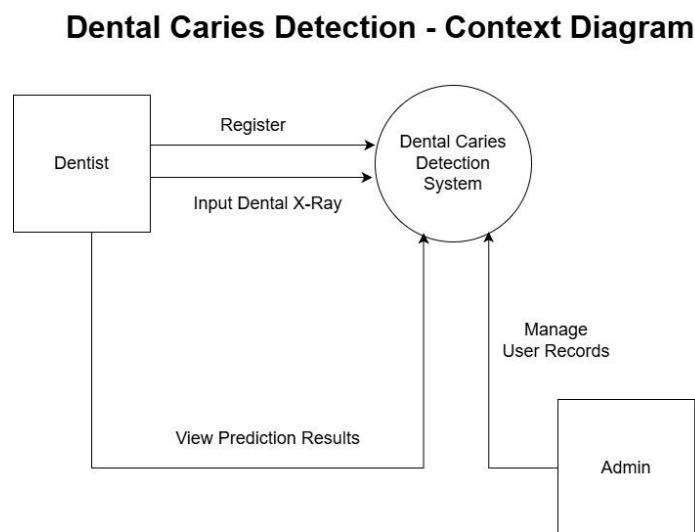 Dental Caries Detection - Context Diagram
Register
Dentist
Dental Caries
Detection
System
Input Dental X-Ray
Manage
User Records
View Prediction Results
Admin